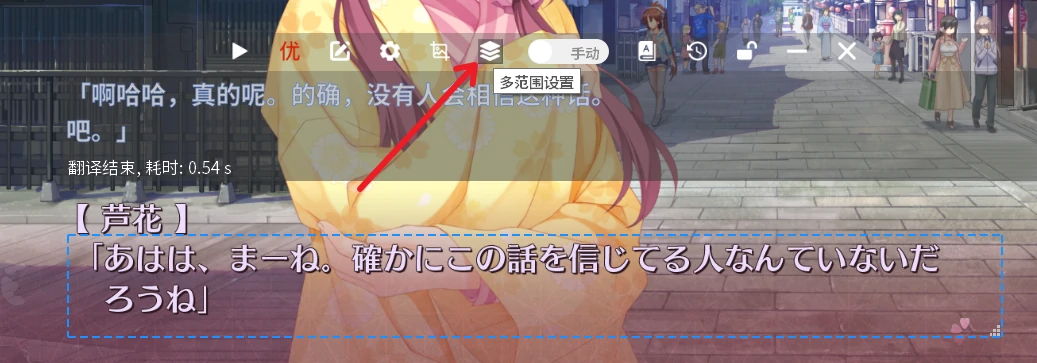 优
手动
A
多范围设置
「啊哈哈，真的呢。的确，没有人会相信这种话。
吧。」
翻译结束, 耗时: 0.54 s
【 芦花 】
「あはは、まーね。確かにこの話を信じてる人なんていないだ
ろうね」